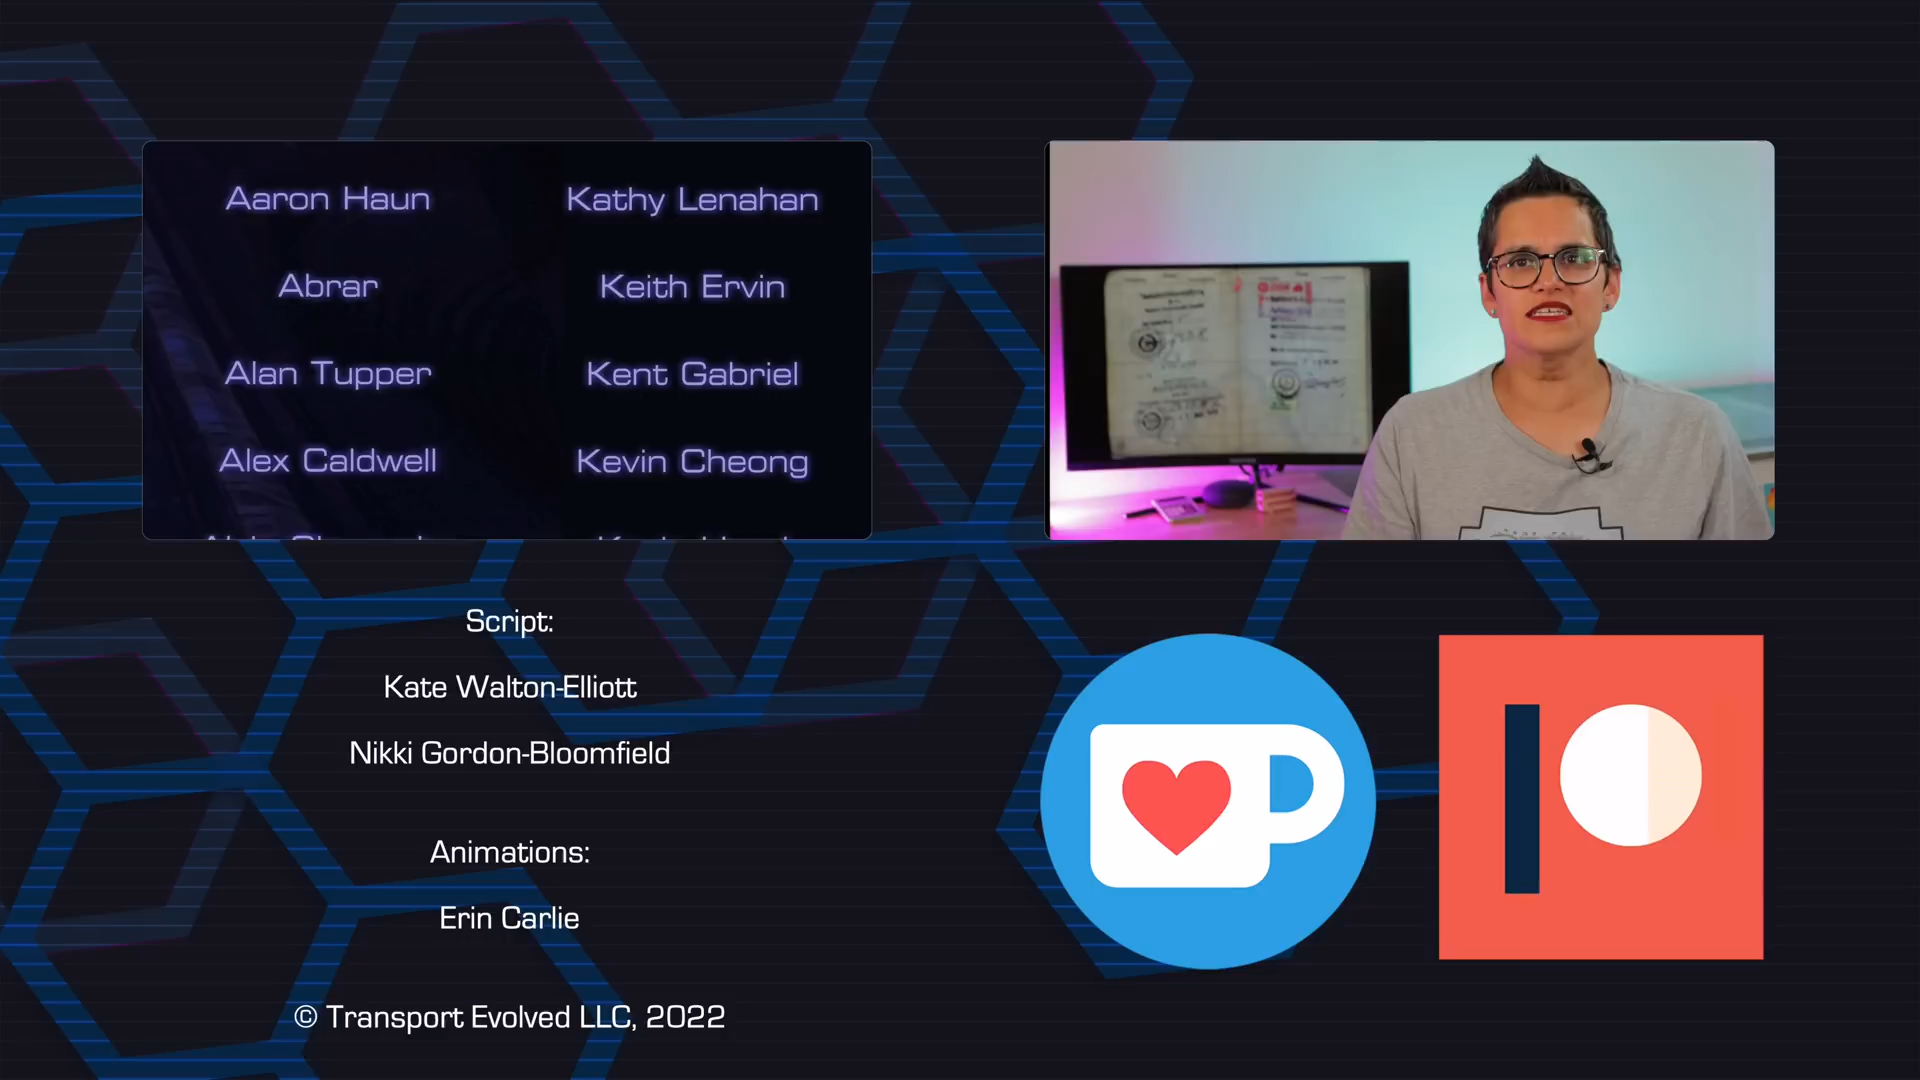 Aaron Haun
Kathy Lenahan
Abrar
Keith Ervin
Alan Tupper
Kent Gabriel
Alex Caldwell
Kevin Cheong
Script:
Kate Walton-Elliott
Nikki Gordon-Bloomfield
Animations:
Erin Carlie
© Transport Evolved LLC, 2022